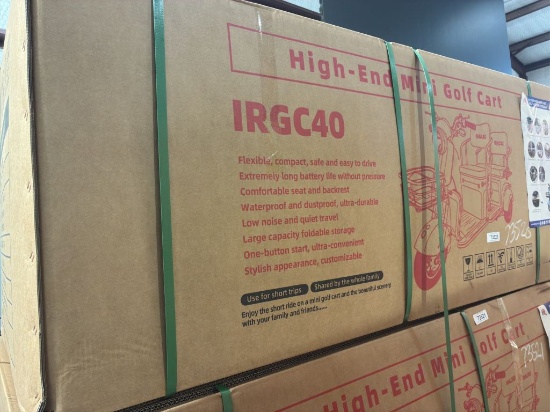 High-End Mini Golf Cart
IRGC40
Flexible, compact, safe and easy to drive
Extremely long battery life without pressure
Comfortable seat and backrest
Waterproof and dustproof, ultra-durable
Low noise and quiet travel
Large capacity foldable storage
One-button start, ultra-convenient
Stylish appearance, customizable
Use for short trips Shared by the whole family
Enjoy the short ride on a mini golf cart and the beautiful scenery
with your family and friends......
High-End Mini Golf Cart
73521